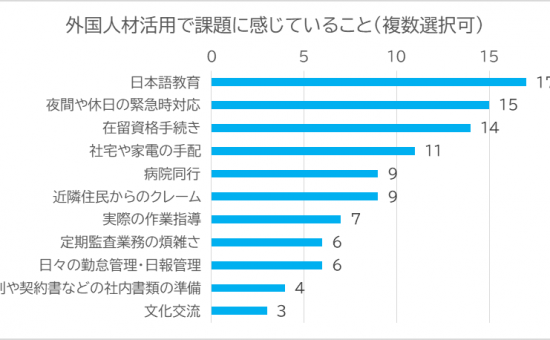 外国人材活用で課題に感じていること（複数選択可）
0 5 10 15
日本語教育 17
夜間や休日の緊急時対応 15
在留資格手続き 14
社宅や家電の手配 11
病院同行 9
近隣住民からのクレーム 9
実際の作業指導 7
定期監査業務の煩雑さ 6
日々の勤怠管理・日報管理 6
や契約書などの社内書類の準備 4
文化交流 3